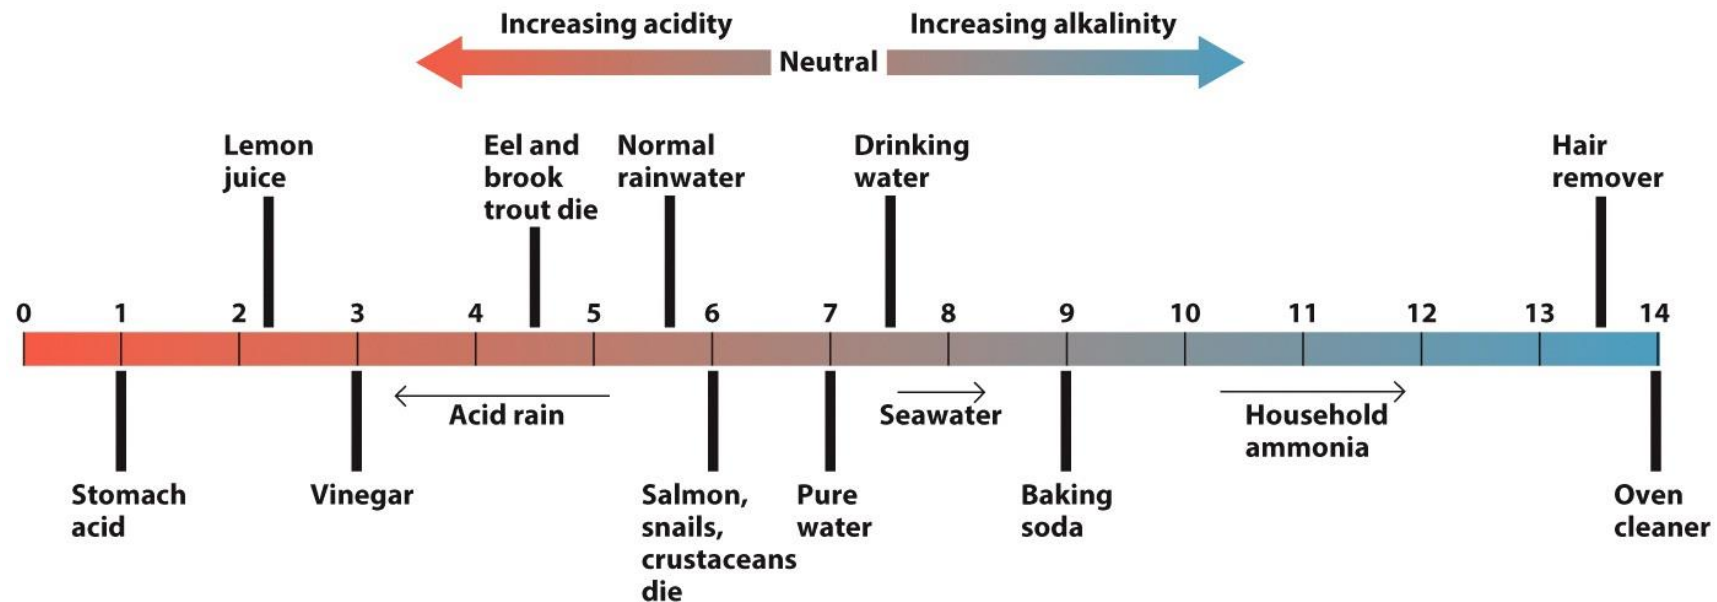 Increasing acidity
Increasing alkalinity
Neutral
Lemon
juice
Eel and
brook
trout die
Normal
rainwater
Drinking
water
Hair
remover
0 1 2 3 4 5 6 7 8 9 10 11 12 13 14
Acid rain
Seawater
Household
ammonia
Stomach
acid
Vinegar
Salmon,
snails,
crustaceans
die
Pure
water
Baking
soda
Oven
cleaner